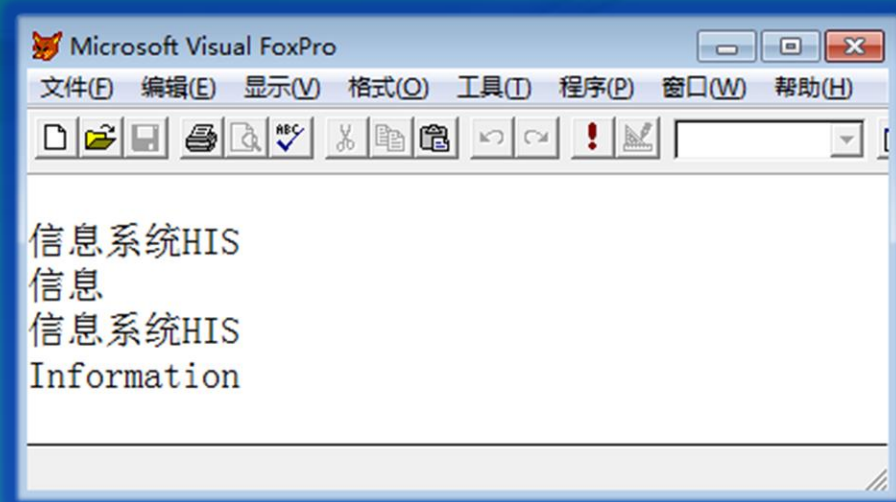 Microsoft Visual FoxPro
文件(F) 编辑(E) 显示(V) 格式(O) 工具(T) 程序(P) 窗口(W) 帮助(H)
ABC
信息系统HIS
信息
信息系统HIS
Information